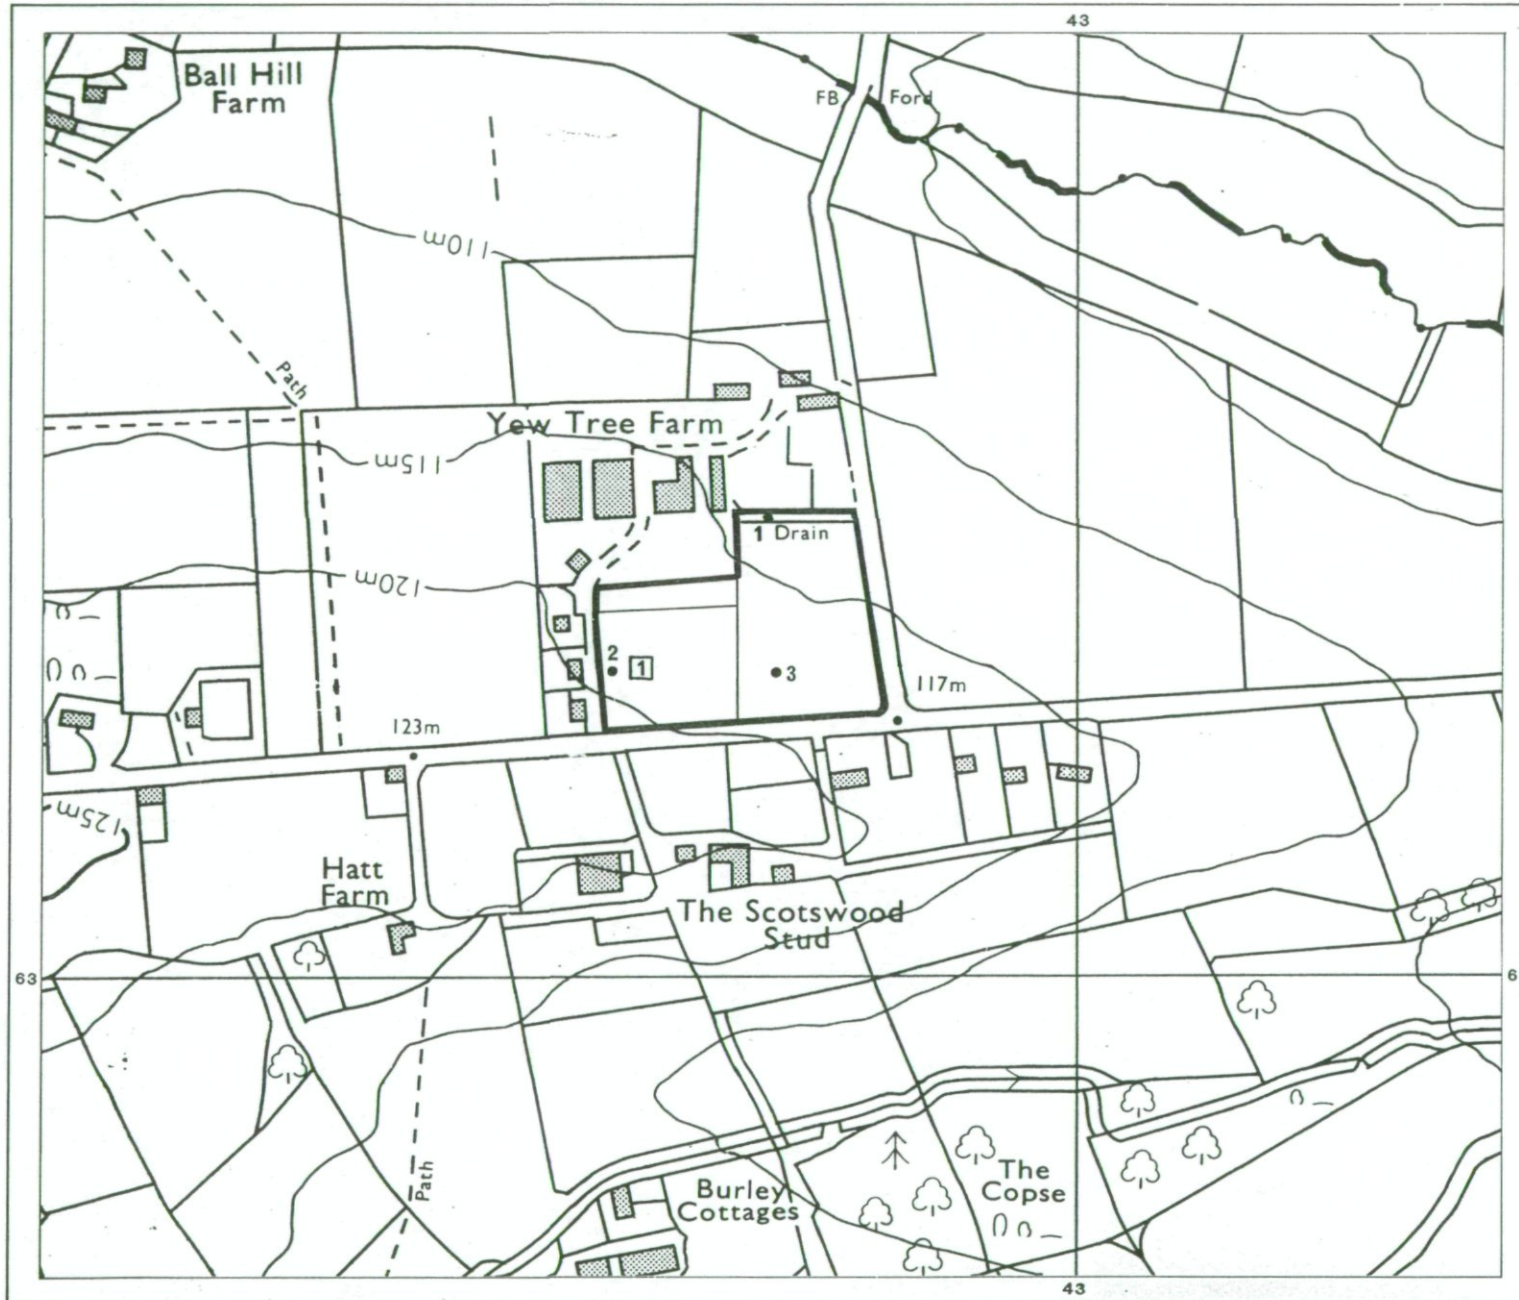 43
Ball Hill
Farm
FB
Ford
110m
Path
Yew Tree Farm
115m
1 Drain
120m
2
1
3
117m
123m
125m
Hatt
Farm
The Scotswood
Stud
63
6
Path
The
Copse
Burley
Cottages
43